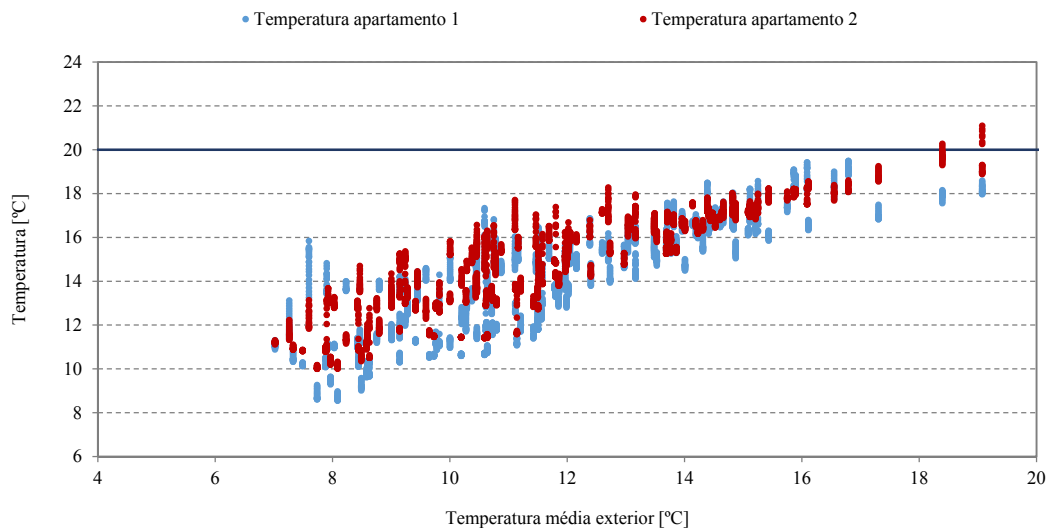 Temperatura apartamento 1 Temperatura apartamento 2
24
22
20
18
16
14
12
10
8
6
4 6 8 10 12 14 16 18 20
Temperatura [ºC]
Temperatura média exterior [ºC]